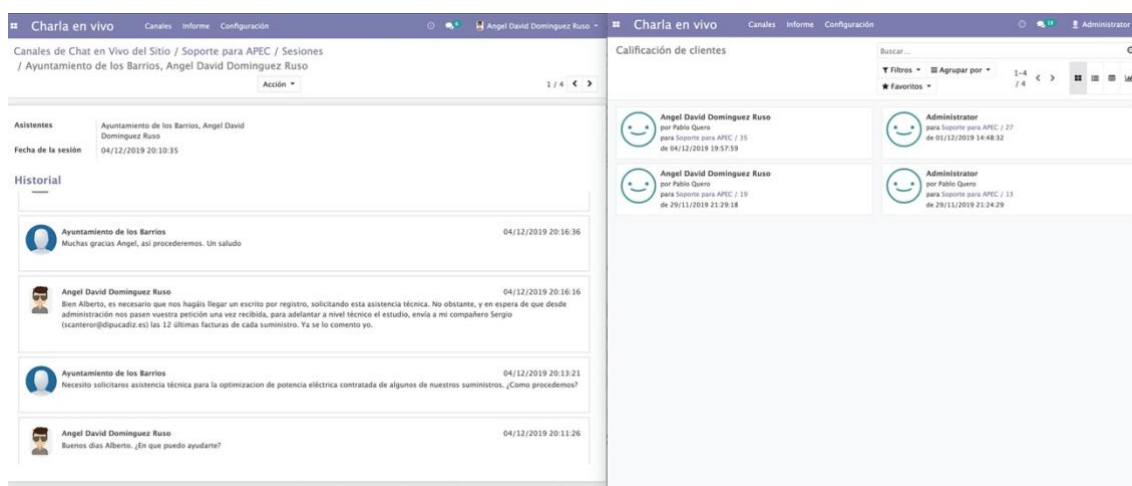 Charla en vivo Canales Informe Configuración 4 Angel David Dominguez Ruso
Canales de Chat en Vivo del Sitio / Soporte para APEC / Sesiones
/ Ayuntamiento de los Barrios, Angel David Dominguez Ruso
Acción 1 / 4
Asistentes Ayuntamiento de los Barrios, Angel David
Dominguez Ruso
Fecha de la sesión 04/12/2019 20:10:35
Historial
Ayuntamiento de los Barrios 04/12/2019 20:16:36
Muchas gracias Angel, así procederemos. Un saludo
Angel David Dominguez Ruso 04/12/2019 20:16:16
Bien Alberto, es necesario que nos hagáis llegar un escrito por registro, solicitando esta asistencia técnica. No obstante, y en espera de que desde
administración nos pasen vuestra petición una vez recibida, para adelantar a nivel técnico el estudio, envía a mi compañero Sergio
(scanteror@dipucadiz.es) las 12 últimas facturas de cada suministro. Ya se lo comento yo.
Ayuntamiento de los Barrios 04/12/2019 20:13:21
Necesito solicitaros asistencia técnica para la optimizacion de potencia eléctrica contratada de algunos de nuestros suministros. ¿Como procedemos?
Angel David Dominguez Ruso 04/12/2019 20:11:26
Buenos dias Alberto. ¿En que puedo ayudarte?
Charla en vivo Canales Informe Configuración Administrator
Calificación de clientes Buscar...
Filtros Agrupar por 1-4
/ 4
Favoritos
Angel David Dominguez Ruso
por Pablo Quero
para Soporte para APEC / 35
de 04/12/2019 19:57:59
Administrator
para Soporte para APEC / 27
de 01/12/2019 14:48:32
Angel David Dominguez Ruso
por Pablo Quero
para Soporte para APEC / 19
de 29/11/2019 21:29:18
Administrator
por Pablo Quero
para Soporte para APEC / 13
de 29/11/2019 21:24:29